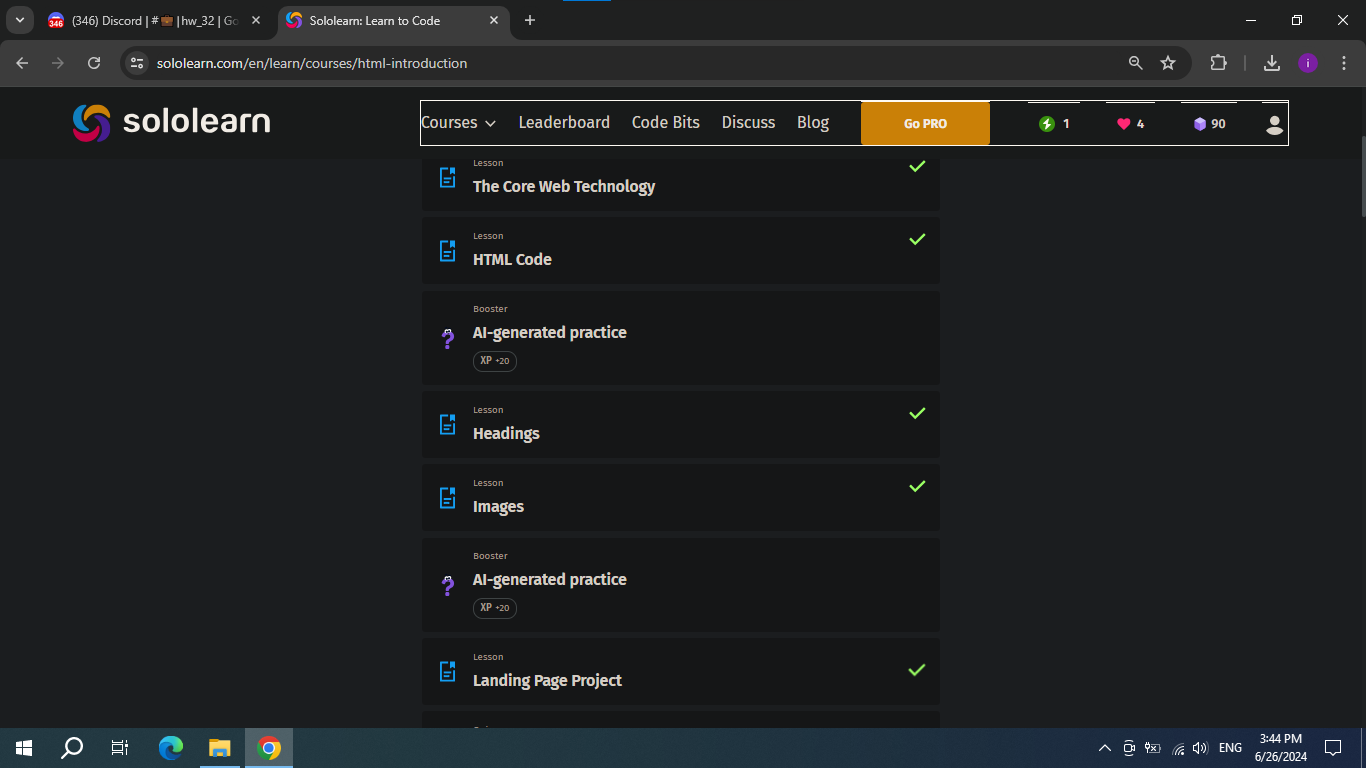 (346) Discord | #💼 | hw_32 | Go
Sololearn: Learn to Code
sololearn.com/en/learn/courses/html-introduction
sololearn
Courses Leaderboard Code Bits Discuss Blog Go PRO 1 4 90
Lesson
The Core Web Technology
Lesson
HTML Code
Booster
AI-generated practice
XP +20
Lesson
Headings
Lesson
Images
Booster
AI-generated practice
XP +20
Lesson
Landing Page Project
ENG
3:44 PM
6/26/2024